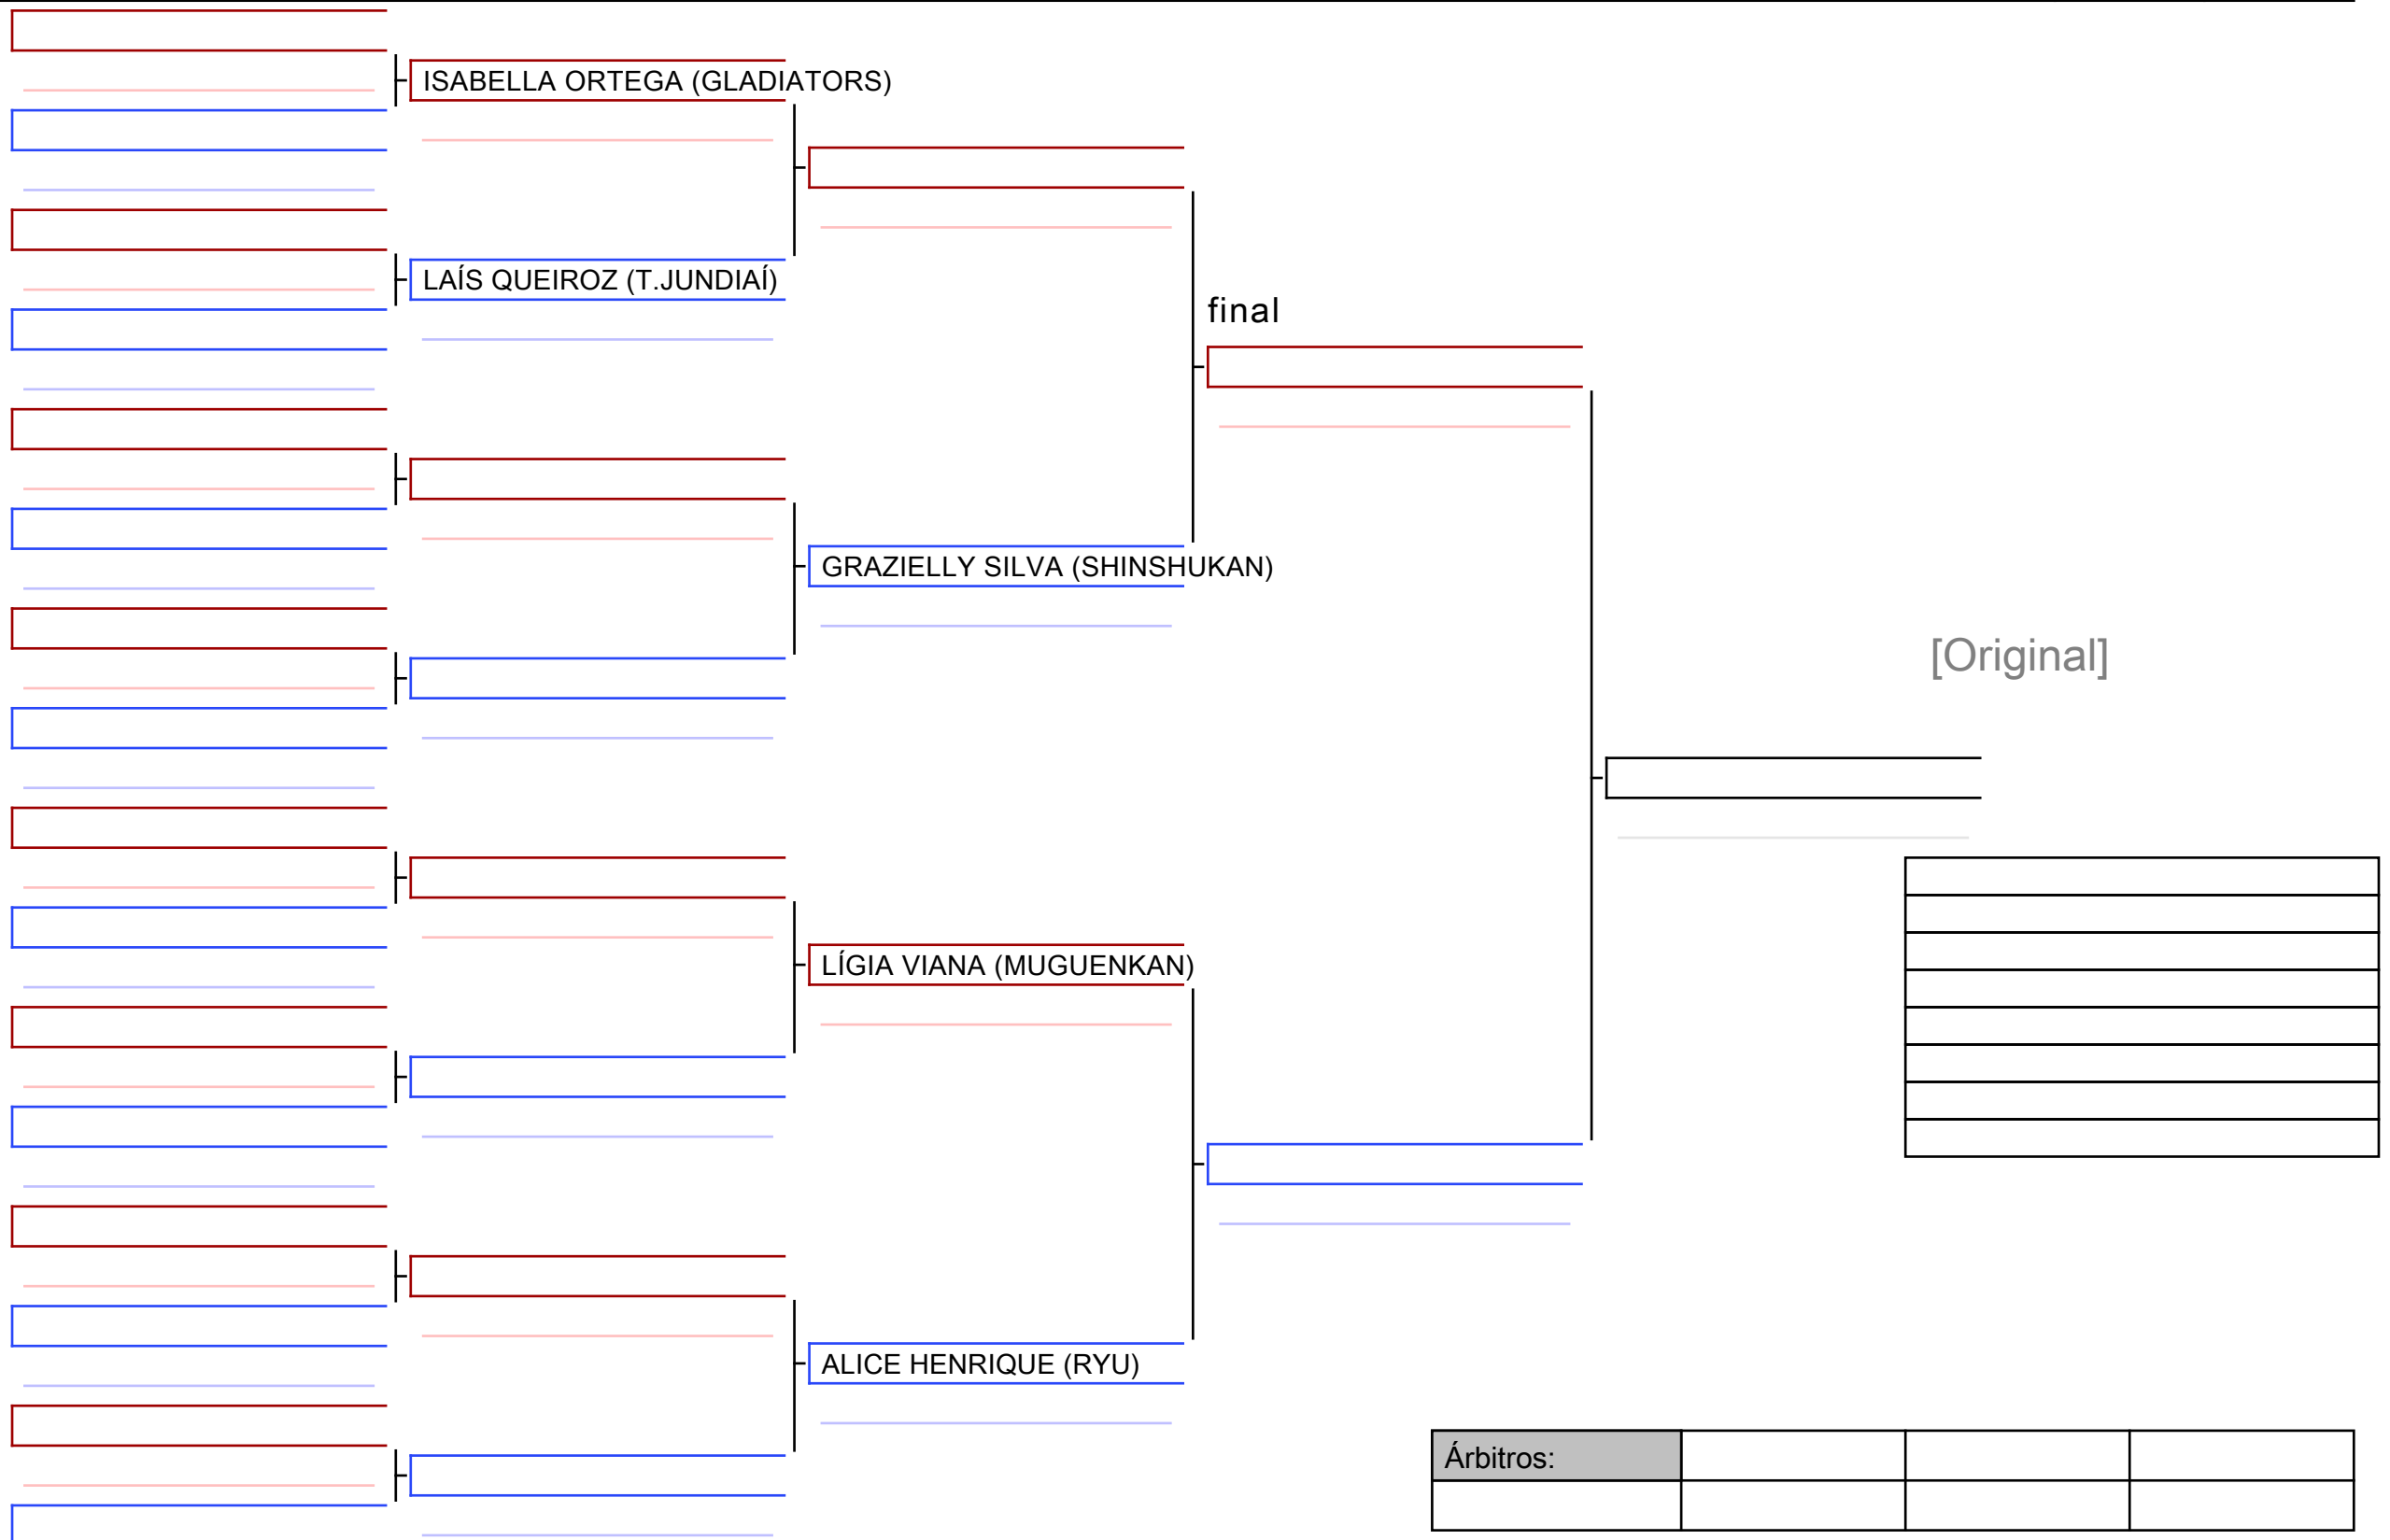 ISABELLA ORTEGA (GLADIATORS)
LAÍS QUEIROZ (T.JUNDIAÍ)
final
GRAZIELLY SILVA (SHINSHUKAN)
[Original]
LÍGIA VIANA (MUGUENKAN)
ALICE HENRIQUE (RYU)
Árbitros: